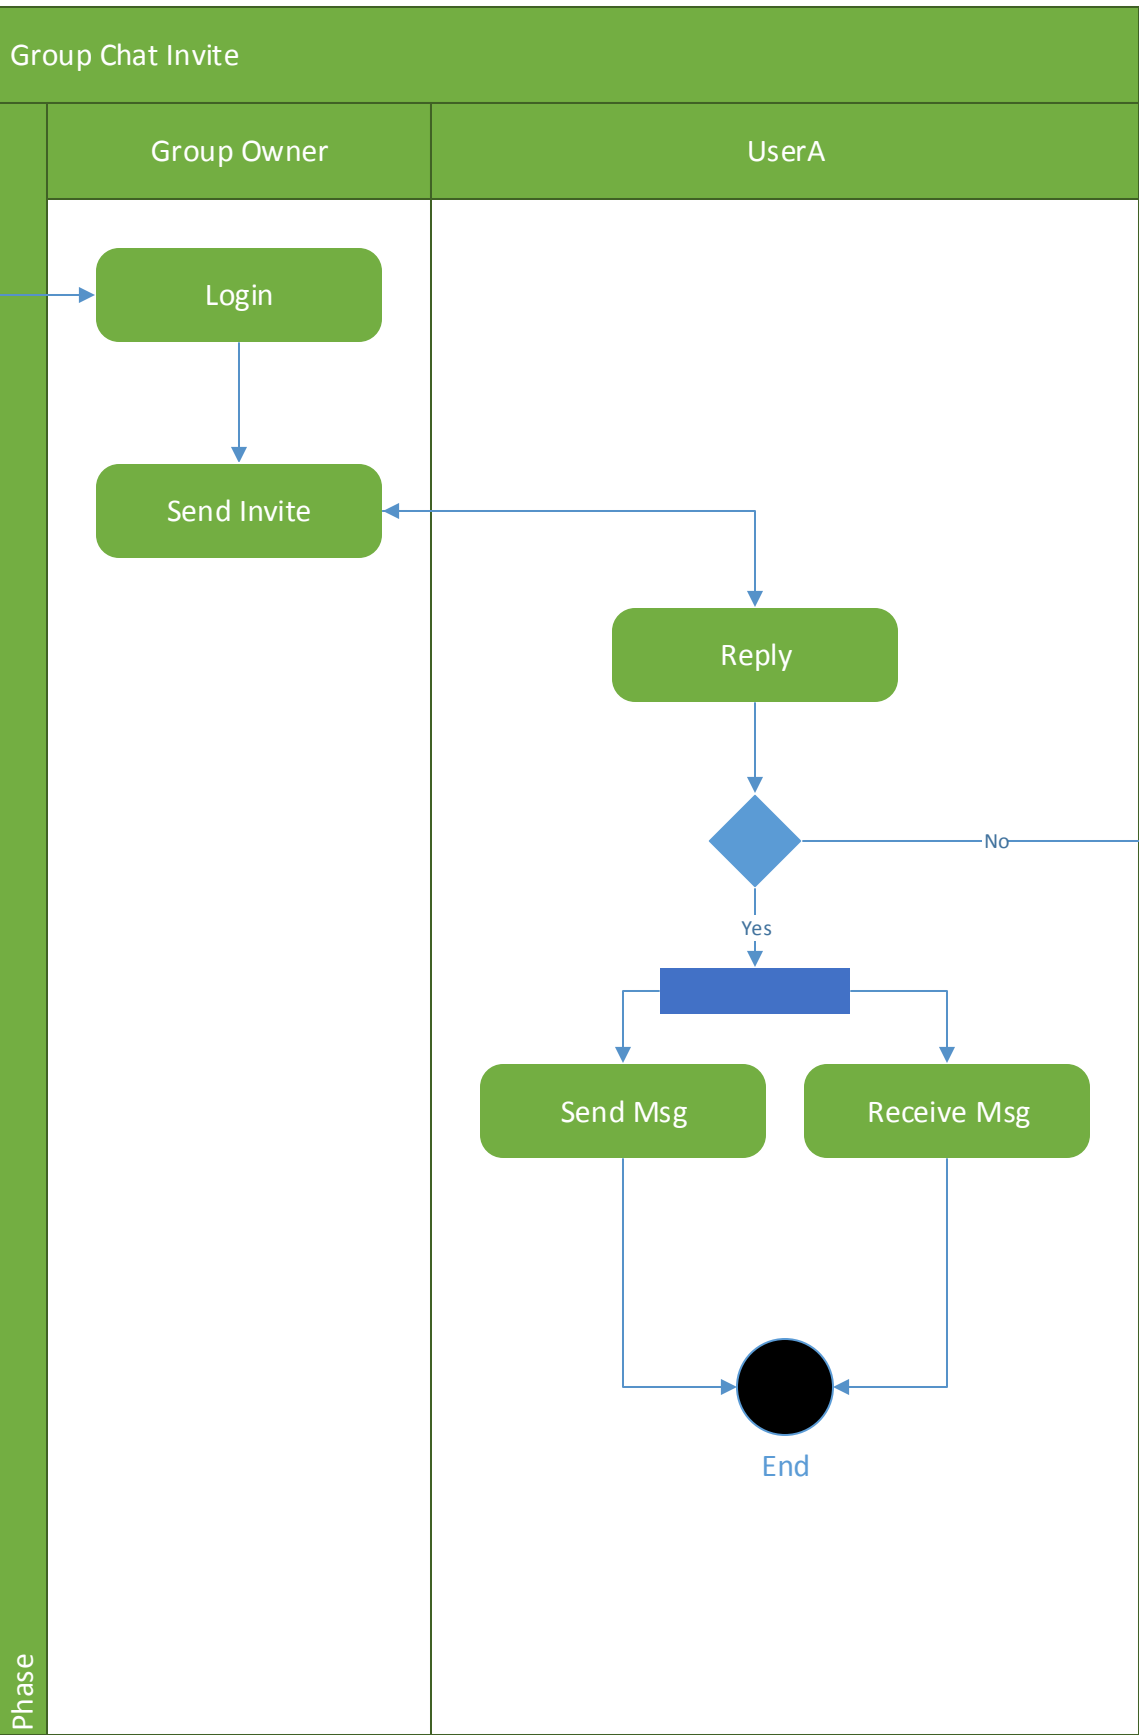 Group Chat Invite
Group Owner
UserA
Login
Send Invite
Reply
No
Yes
Send Msg
Receive Msg
End
Phase